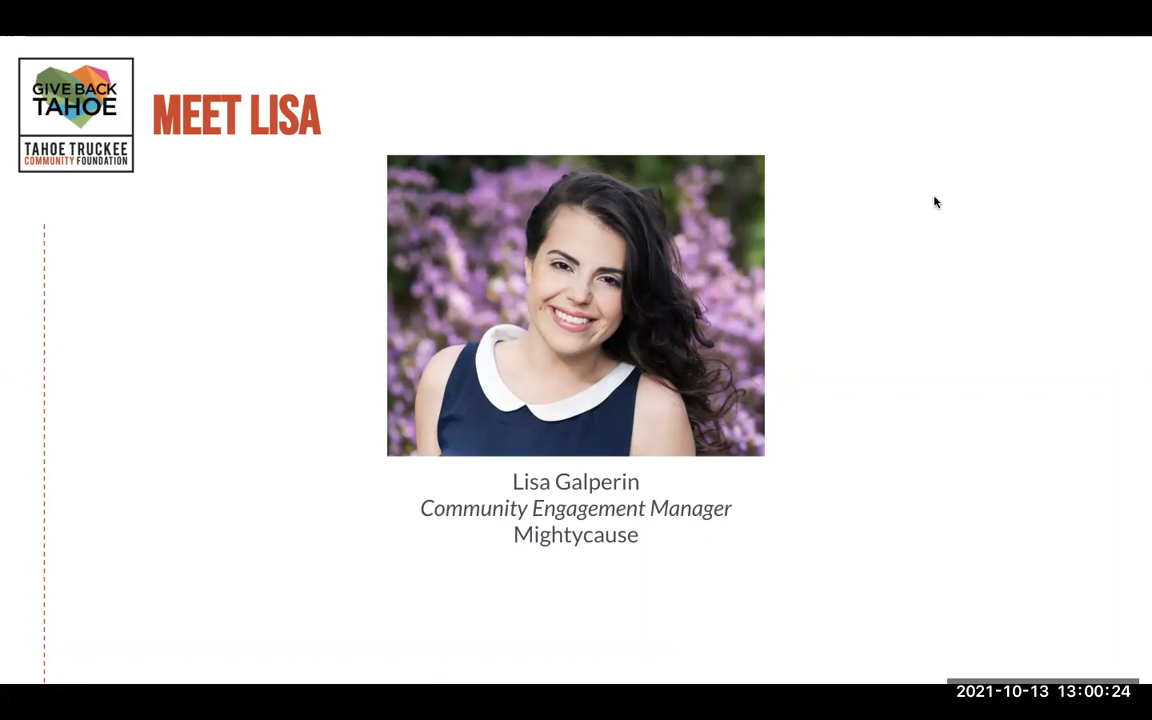 GIVE BACK
TAHOE
TAHOE TRUCKEE
COMMUNITY FOUNDATION
MEET LISA
Lisa Galperin
Community Engagement Manager
Mightycause
2021-10-13 13:00:24